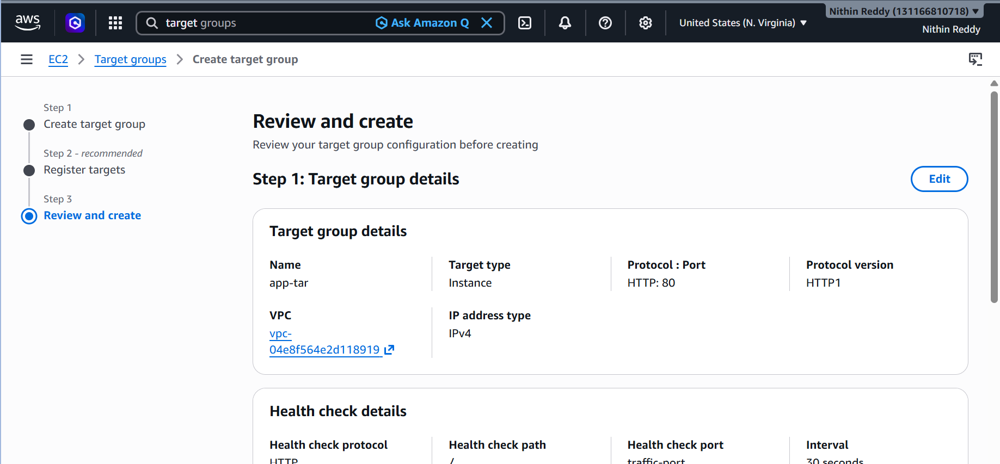 aws
target groups
Ask Amazon Q
United States (N. Virginia)
Nithin Reddy (131166810718)
Nithin Reddy
EC2
Target groups
Create target group
Step 1
Create target group
Step 2 - recommended
Register targets
Step 3
Review and create
Review and create
Review your target group configuration before creating
Step 1: Target group details
Edit
Target group details
Name
app-tar
Target type
Instance
Protocol : Port
HTTP: 80
Protocol version
HTTP1
VPC
vpc-
04e8f564e2d118919
IP address type
IPv4
Health check details
Health check protocol
HTTP
Health check path
/
Health check port
traffic-port
Interval
30 seconds